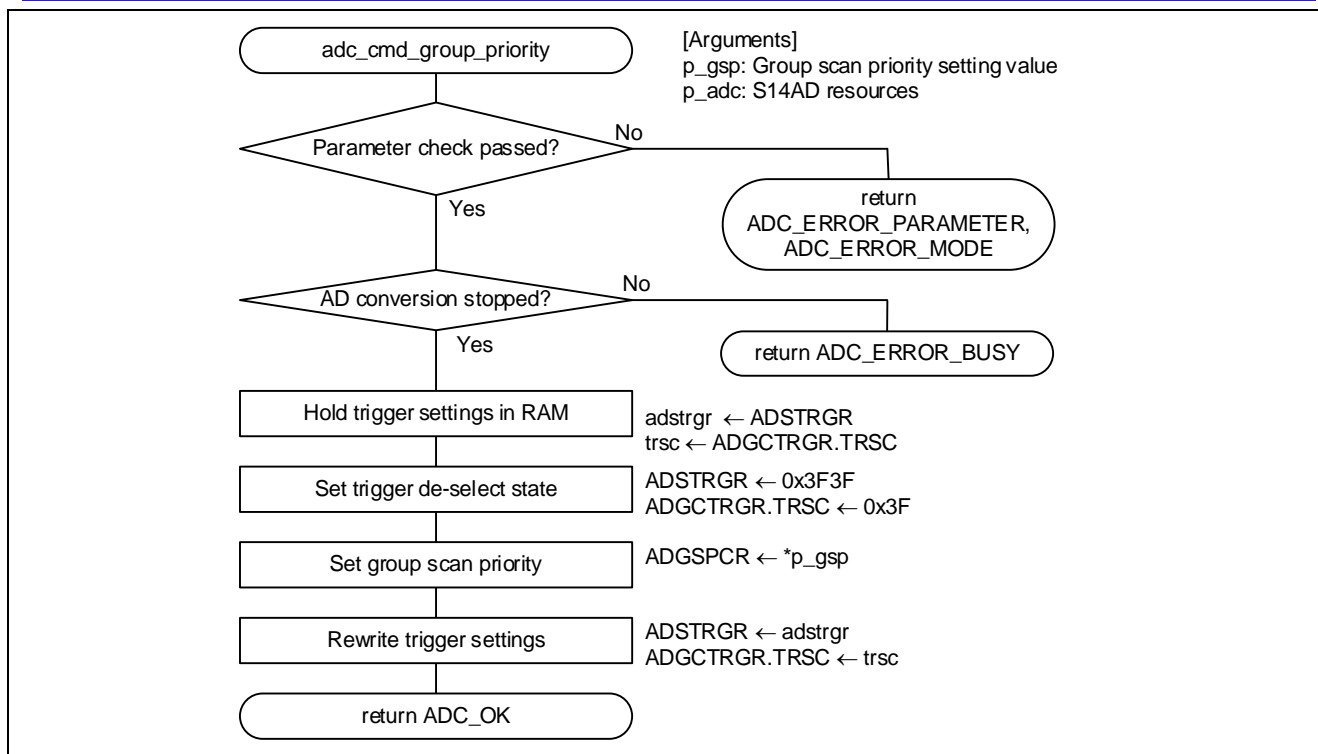 adc_cmd_group_priority
[Arguments]
p_gsp: Group scan priority setting value
p_adc: S14AD resources
Parameter check passed?
No
Yes
return
ADC_ERROR_PARAMETER,
ADC_ERROR_MODE
AD conversion stopped?
No
Yes
return ADC_ERROR_BUSY
Hold trigger settings in RAM
adstrgr ← ADSTRGR
trsc ← ADGCTRGR.TRSC
Set trigger de-select state
ADSTRGR ← 0x3F3F
ADGCTRGR.TRSC ← 0x3F
Set group scan priority
ADGSPCR ← *p_gsp
Rewrite trigger settings
ADSTRGR ← adstrgr
ADGCTRGR.TRSC ← trsc
return ADC_OK